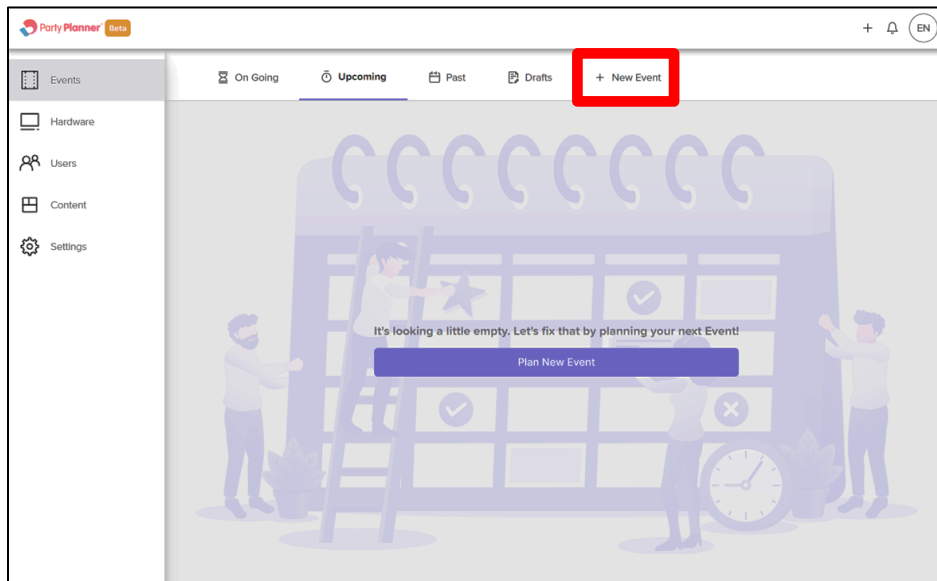 Party Planner Beta
EN
Events
Hardware
Users
Content
Settings
On Going
Upcoming
Past
Drafts
+ New Event
It's looking a little empty. Let's fix that by planning your next Event!
Plan New Event